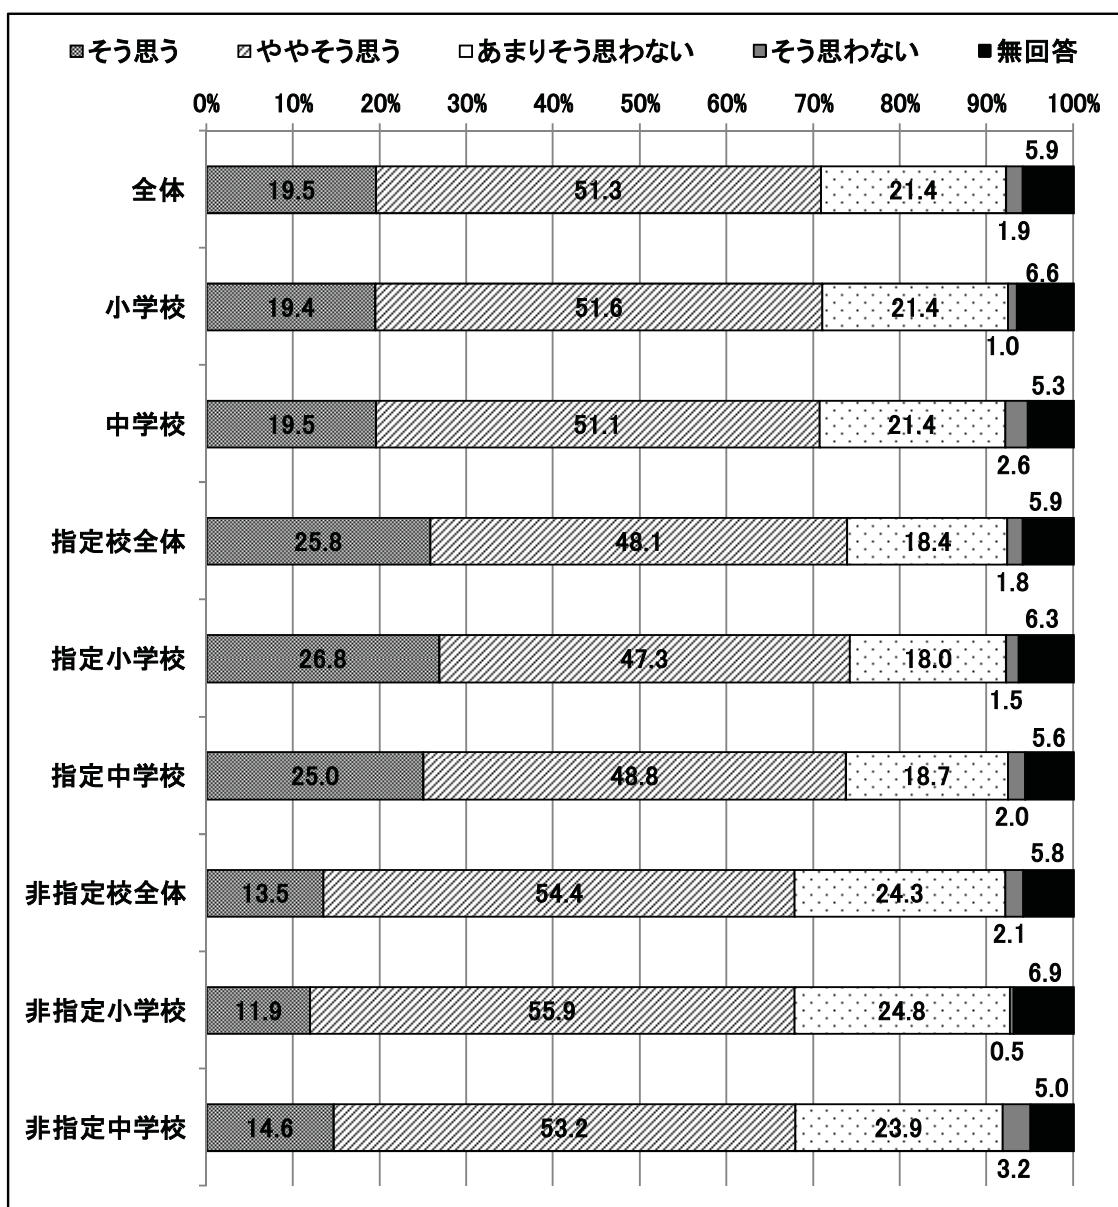 そう思う ややそう思う あまりそう思わない そう思わない 無回答
0% 10% 20% 30% 40% 50% 60% 70% 80% 90% 100%
5.9
全体 19.5 51.3 21.4
1.9
6.6
小学校 19.4 51.6 21.4
1.0
5.3
中学校 19.5 51.1 21.4
2.6
5.9
指定校全体 25.8 48.1 18.4
1.8
6.3
指定小学校 26.8 47.3 18.0
1.5
5.6
指定中学校 25.0 48.8 18.7
2.0
5.8
非指定校全体 13.5 54.4 24.3
2.1
6.9
非指定小学校 11.9 55.9 24.8
0.5
5.0
非指定中学校 14.6 53.2 23.9
3.2